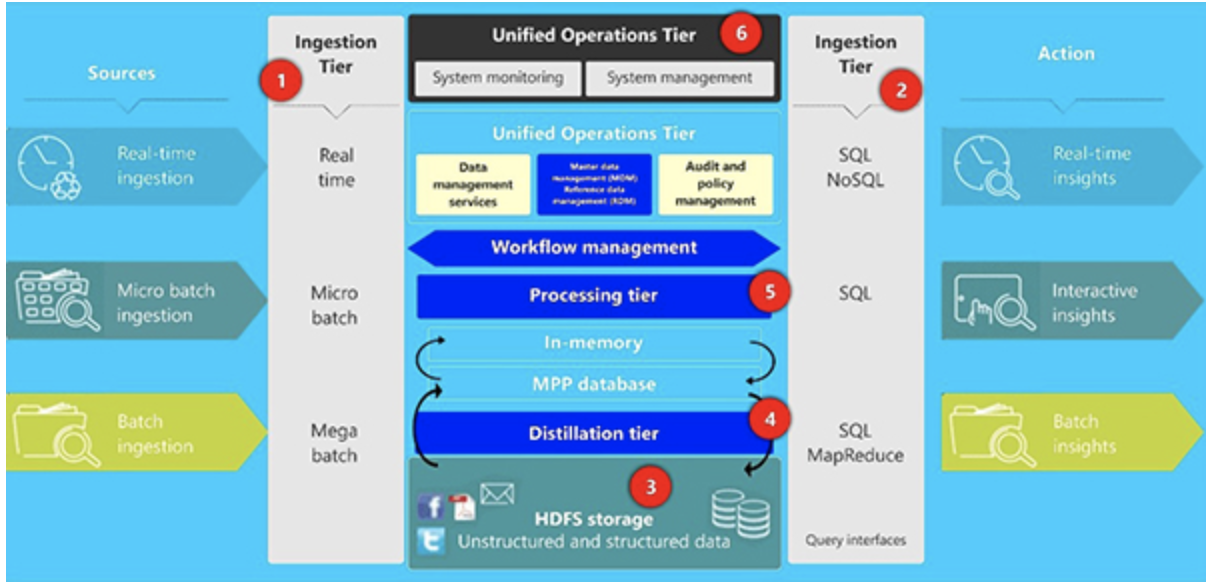 Sources
Real-time
ingestion
Micro batch
ingestion
Batch
ingestion
Ingestion
Tier
1
Real
time
Micro
batch
Mega
batch
Unified Operations Tier
6
System monitoring
System management
Unified Operations Tier
Data
management
services
Master data
management (MDM)
Reference data
management (RDM)
Audit and
policy
management
Workflow management
Processing tier
5
In-memory
MPP database
Distillation tier
4
3
f
PDF
t
HDFS storage
Unstructured and structured data
Ingestion
Tier
2
SQL
NoSQL
SQL
SQL
MapReduce
Query interfaces
Action
Real-time
insights
Interactive
insights
Batch
insights